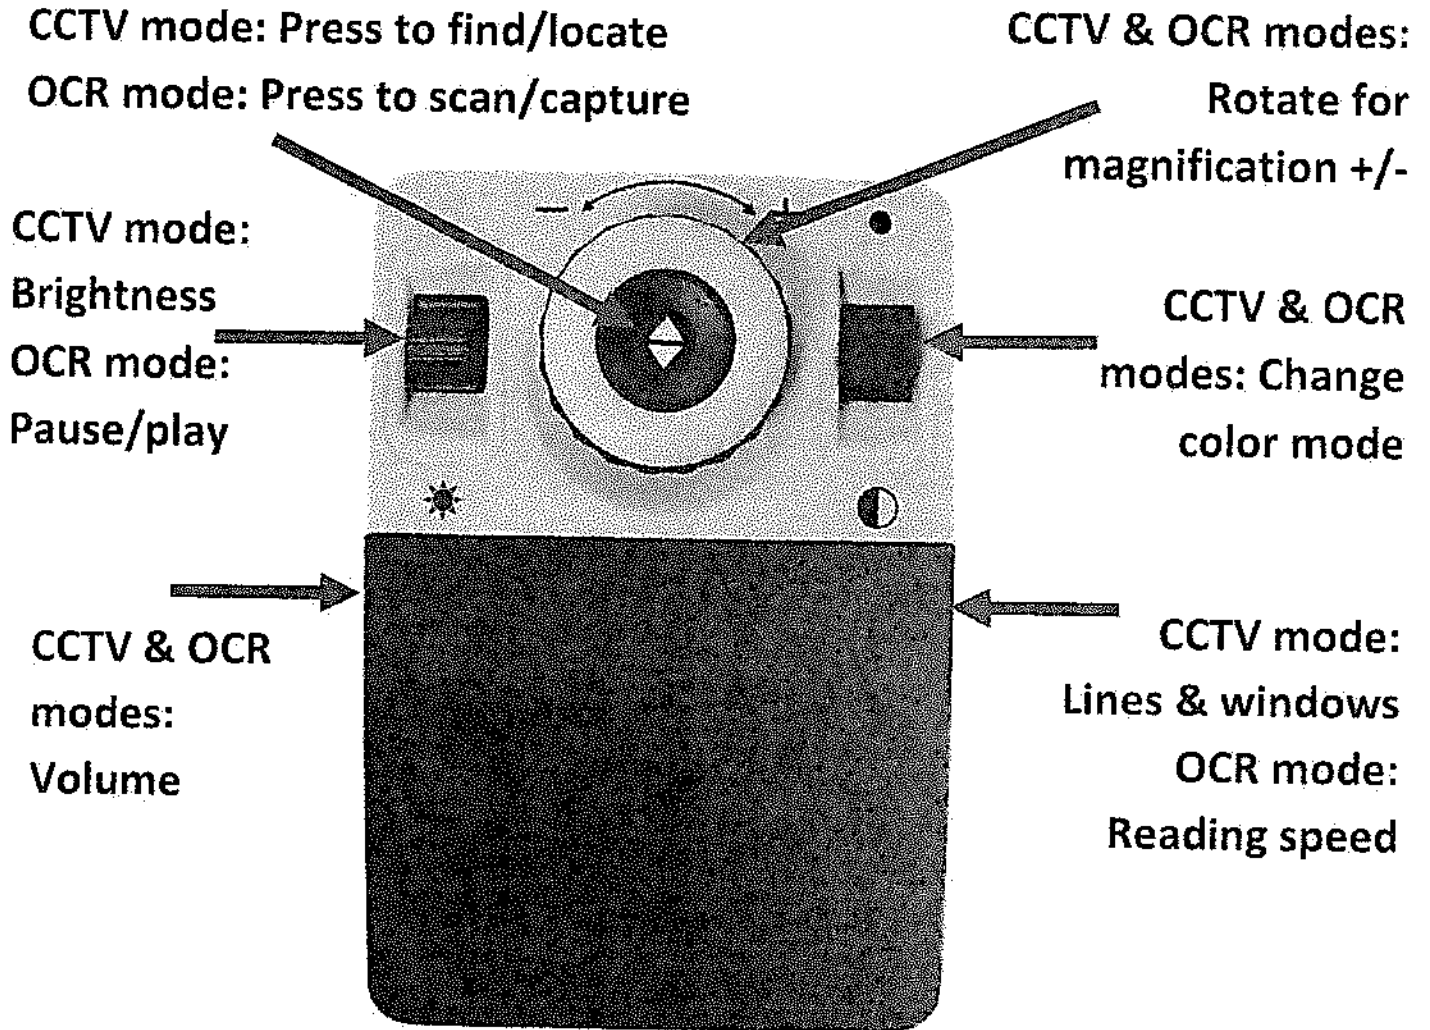 CCTV mode: Press to find/locate
OCR mode: Press to scan/capture
CCTV & OCR modes:
Rotate for
magnification +/-
CCTV mode:
Brightness
OCR mode:
Pause/play
− +
CCTV & OCR
modes: Change
color mode
CCTV & OCR
modes:
Volume
CCTV mode:
Lines & windows
OCR mode:
Reading speed